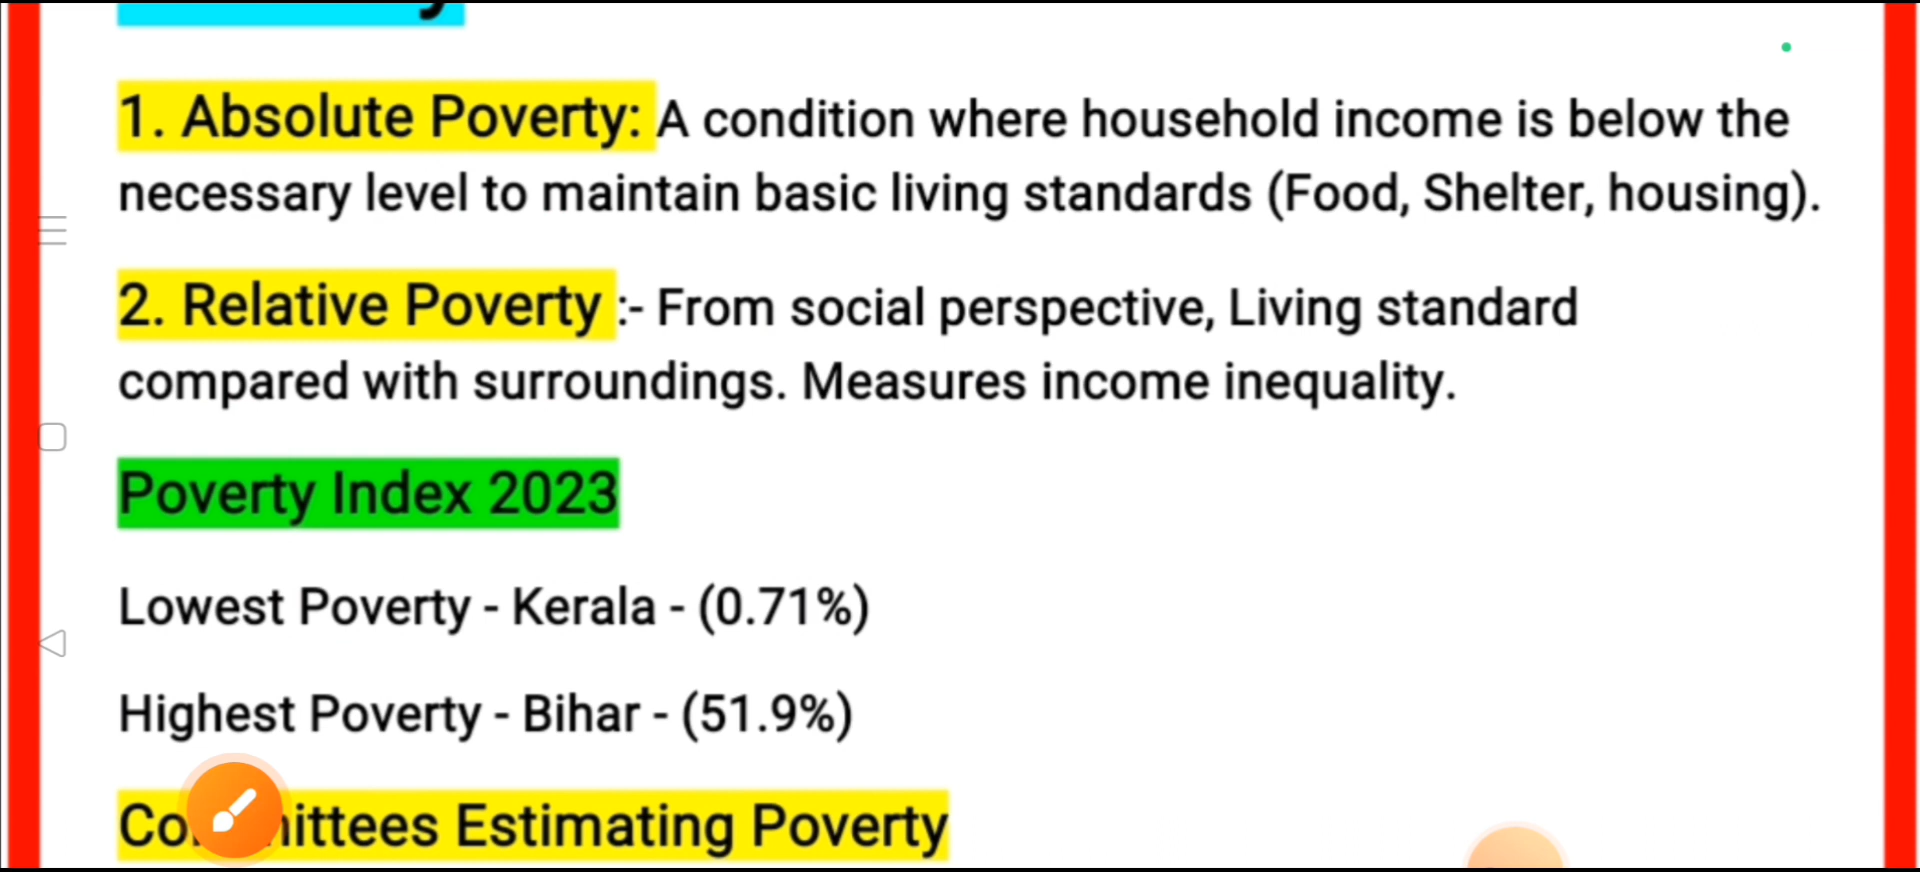 1. Absolute Poverty: A condition where household income is below the
necessary level to maintain basic living standards (Food, Shelter, housing).
2. Relative Poverty :- From social perspective, Living standard
compared with surroundings. Measures income inequality.
Poverty Index 2023
Lowest Poverty - Kerala - (0.71%)
Highest Poverty - Bihar - (51.9%)
Estimating Poverty